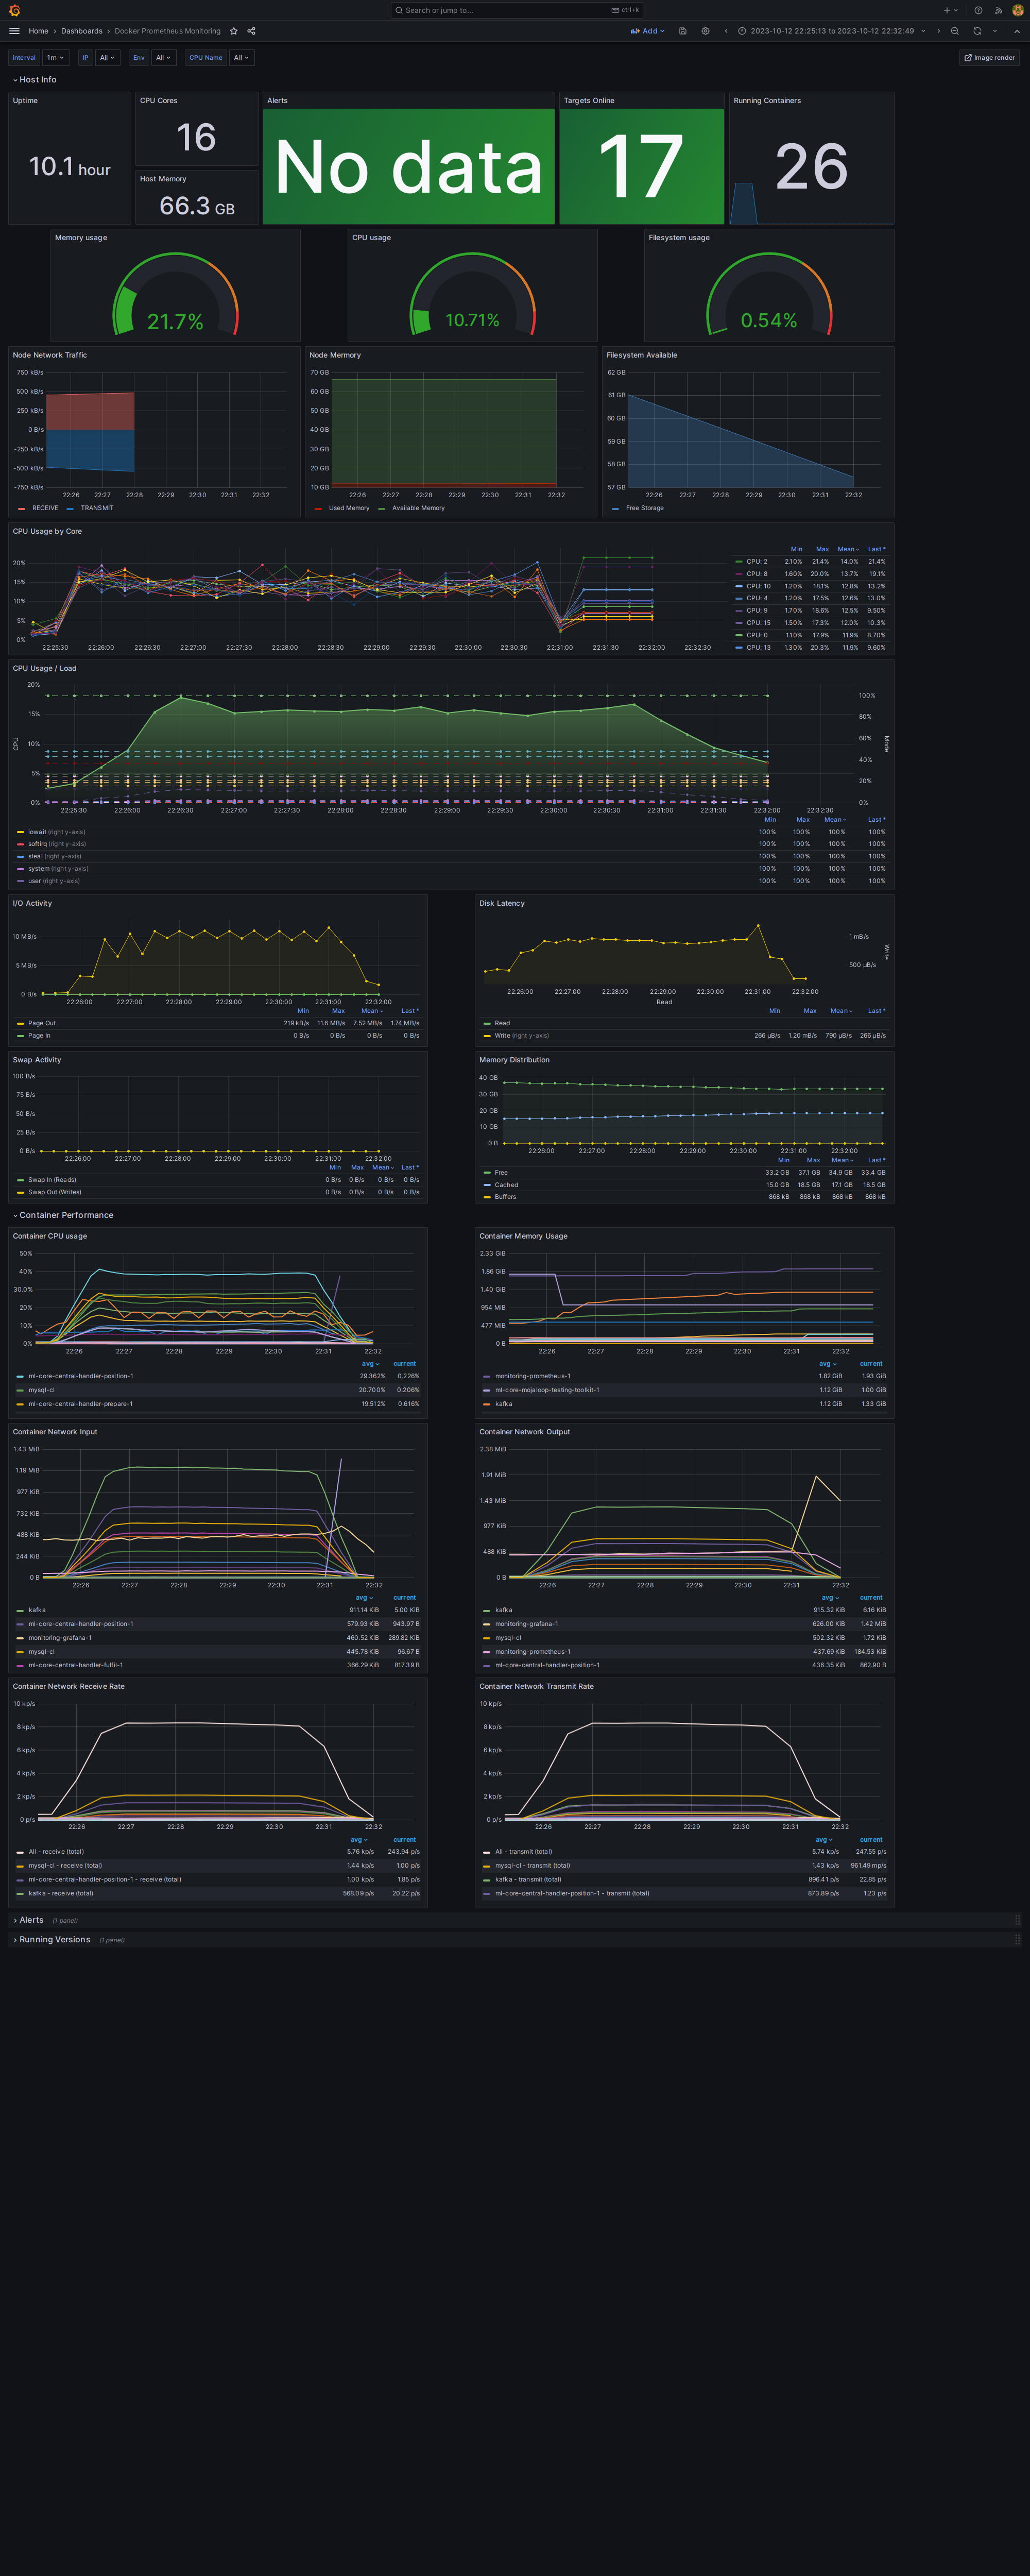 Search or jump to... ctrl+k
Home › Dashboards › Docker Prometheus Monitoring Add 2023-10-12 22:25:13 to 2023-10-12 22:32:49
Interval 1m IP All Env All CPU Name All Image render
Host Info
Uptime CPU Cores Alerts Targets Online Running Containers
10.1 hour 16 No data 17 26
Host Memory
66.3 GB
Memory usage CPU usage Filesystem usage
21.7% 10.71% 0.54%
Node Network Traffic
750 kB/s
500 kB/s
250 kB/s
0 B/s
-250 kB/s
-500 kB/s
-750 kB/s
22:26 22:27 22:28 22:29 22:30 22:31 22:32
RECEIVE TRANSMIT
Node Mermory
70 GB
60 GB
50 GB
40 GB
30 GB
20 GB
10 GB
22:26 22:27 22:28 22:29 22:30 22:31 22:32
Used Memory Available Memory
Filesystem Available
62 GB
61 GB
60 GB
59 GB
58 GB
57 GB
22:26 22:27 22:28 22:29 22:30 22:31 22:32
Free Storage
CPU Usage by Core
20%
15%
10%
5%
0%
22:25:30 22:26:00 22:26:30 22:27:00 22:27:30 22:28:00 22:28:30 22:29:00 22:29:30 22:30:00 22:30:30 22:31:00 22:31:30 22:32:00 22:32:30
Min Max Mean Last *
CPU: 2 2.10% 21.4% 14.0% 21.4%
CPU: 8 1.60% 20.0% 13.7% 19.1%
CPU: 10 1.20% 18.1% 12.8% 13.2%
CPU: 4 1.20% 17.5% 12.6% 13.0%
CPU: 9 1.70% 18.6% 12.5% 9.50%
CPU: 15 1.50% 17.3% 12.0% 10.3%
CPU: 0 1.10% 17.9% 11.9% 8.70%
CPU: 13 1.30% 20.3% 11.9% 9.60%
CPU Usage / Load
CPU
20%
15%
10%
5%
0%
100%
80%
60%
40%
20%
0%
Mode
22:25:30 22:26:00 22:26:30 22:27:00 22:27:30 22:28:00 22:28:30 22:29:00 22:29:30 22:30:00 22:30:30 22:31:00 22:31:30 22:32:00 22:32:30
Min Max Mean Last *
iowait (right y-axis) 100% 100% 100% 100%
softirq (right y-axis) 100% 100% 100% 100%
steal (right y-axis) 100% 100% 100% 100%
system (right y-axis) 100% 100% 100% 100%
user (right y-axis) 100% 100% 100% 100%
I/O Activity
10 MB/s
5 MB/s
0 B/s
22:26:00 22:27:00 22:28:00 22:29:00 22:30:00 22:31:00 22:32:00
Min Max Mean Last *
Page Out 219 kB/s 11.6 MB/s 7.52 MB/s 1.74 MB/s
Page In 0 B/s 0 B/s 0 B/s 0 B/s
Disk Latency
1 mB/s
500 µB/s
Write
22:26:00 22:27:00 22:28:00 22:29:00 22:30:00 22:31:00 22:32:00
Read
Min Max Mean Last *
Read
Write (right y-axis) 266 µB/s 1.20 mB/s 790 µB/s 266 µB/s
Swap Activity
100 B/s
75 B/s
50 B/s
25 B/s
0 B/s
22:26:00 22:27:00 22:28:00 22:29:00 22:30:00 22:31:00 22:32:00
Min Max Mean Last *
Swap In (Reads) 0 B/s 0 B/s 0 B/s 0 B/s
Swap Out (Writes) 0 B/s 0 B/s 0 B/s 0 B/s
Memory Distribution
40 GB
30 GB
20 GB
10 GB
0 B
22:26:00 22:27:00 22:28:00 22:29:00 22:30:00 22:31:00 22:32:00
Min Max Mean Last *
Free 33.2 GB 37.1 GB 34.9 GB 33.4 GB
Cached 15.0 GB 18.5 GB 17.1 GB 18.5 GB
Buffers 868 kB 868 kB 868 kB 868 kB
Container Performance
Container CPU usage
50%
40%
30.0%
20%
10%
0%
22:26 22:27 22:28 22:29 22:30 22:31 22:32
avg current
ml-core-central-handler-position-1 29.362% 0.226%
mysql-cl 20.700% 0.206%
ml-core-central-handler-prepare-1 19.512% 0.616%
Container Memory Usage
2.33 GiB
1.86 GiB
1.40 GiB
954 MiB
477 MiB
0 B
22:26 22:27 22:28 22:29 22:30 22:31 22:32
avg current
monitoring-prometheus-1 1.82 GiB 1.93 GiB
ml-core-mojaloop-testing-toolkit-1 1.12 GiB 1.00 GiB
kafka 1.12 GiB 1.33 GiB
Container Network Input
1.43 MiB
1.19 MiB
977 KiB
732 KiB
488 KiB
244 KiB
0 B
22:26 22:27 22:28 22:29 22:30 22:31 22:32
avg current
kafka 911.14 KiB 5.00 KiB
ml-core-central-handler-position-1 579.93 KiB 943.97 B
monitoring-grafana-1 460.52 KiB 289.82 KiB
mysql-cl 445.78 KiB 96.67 B
ml-core-central-handler-fulfil-1 366.29 KiB 817.39 B
Container Network Output
2.38 MiB
1.91 MiB
1.43 MiB
977 KiB
488 KiB
0 B
22:26 22:27 22:28 22:29 22:30 22:31 22:32
avg current
kafka 915.32 KiB 6.16 KiB
monitoring-grafana-1 626.00 KiB 1.42 MiB
mysql-cl 502.32 KiB 1.72 KiB
monitoring-prometheus-1 437.69 KiB 184.53 KiB
ml-core-central-handler-position-1 436.35 KiB 862.90 B
Container Network Receive Rate
10 kp/s
8 kp/s
6 kp/s
4 kp/s
2 kp/s
0 p/s
22:26 22:27 22:28 22:29 22:30 22:31 22:32
avg current
All - receive (total) 5.76 kp/s 243.94 p/s
mysql-cl - receive (total) 1.44 kp/s 1.00 p/s
ml-core-central-handler-position-1 - receive (total) 1.00 kp/s 1.85 p/s
kafka - receive (total) 568.09 p/s 20.22 p/s
Container Network Transmit Rate
10 kp/s
8 kp/s
6 kp/s
4 kp/s
2 kp/s
0 p/s
22:26 22:27 22:28 22:29 22:30 22:31 22:32
avg current
All - transmit (total) 5.74 kp/s 247.55 p/s
mysql-cl - transmit (total) 1.43 kp/s 961.49 mp/s
kafka - transmit (total) 896.41 p/s 22.85 p/s
ml-core-central-handler-position-1 - transmit (total) 873.89 p/s 1.23 p/s
Alerts (1 panel)
Running Versions (1 panel)